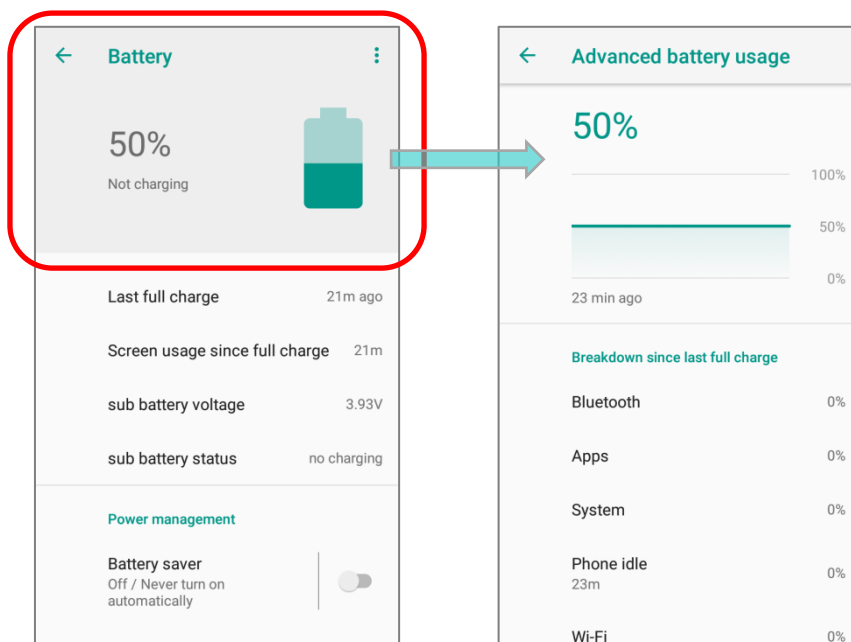 Battery
50%
Not charging
Last full charge 21m ago
Screen usage since full charge 21m
sub battery voltage 3.93V
sub battery status no charging
Power management
Battery saver
Off / Never turn on
automatically
Advanced battery usage
50%
100%
50%
0%
23 min ago
Breakdown since last full charge
Bluetooth 0%
Apps 0%
System 0%
Phone idle
23m
0%
Wi-Fi 0%